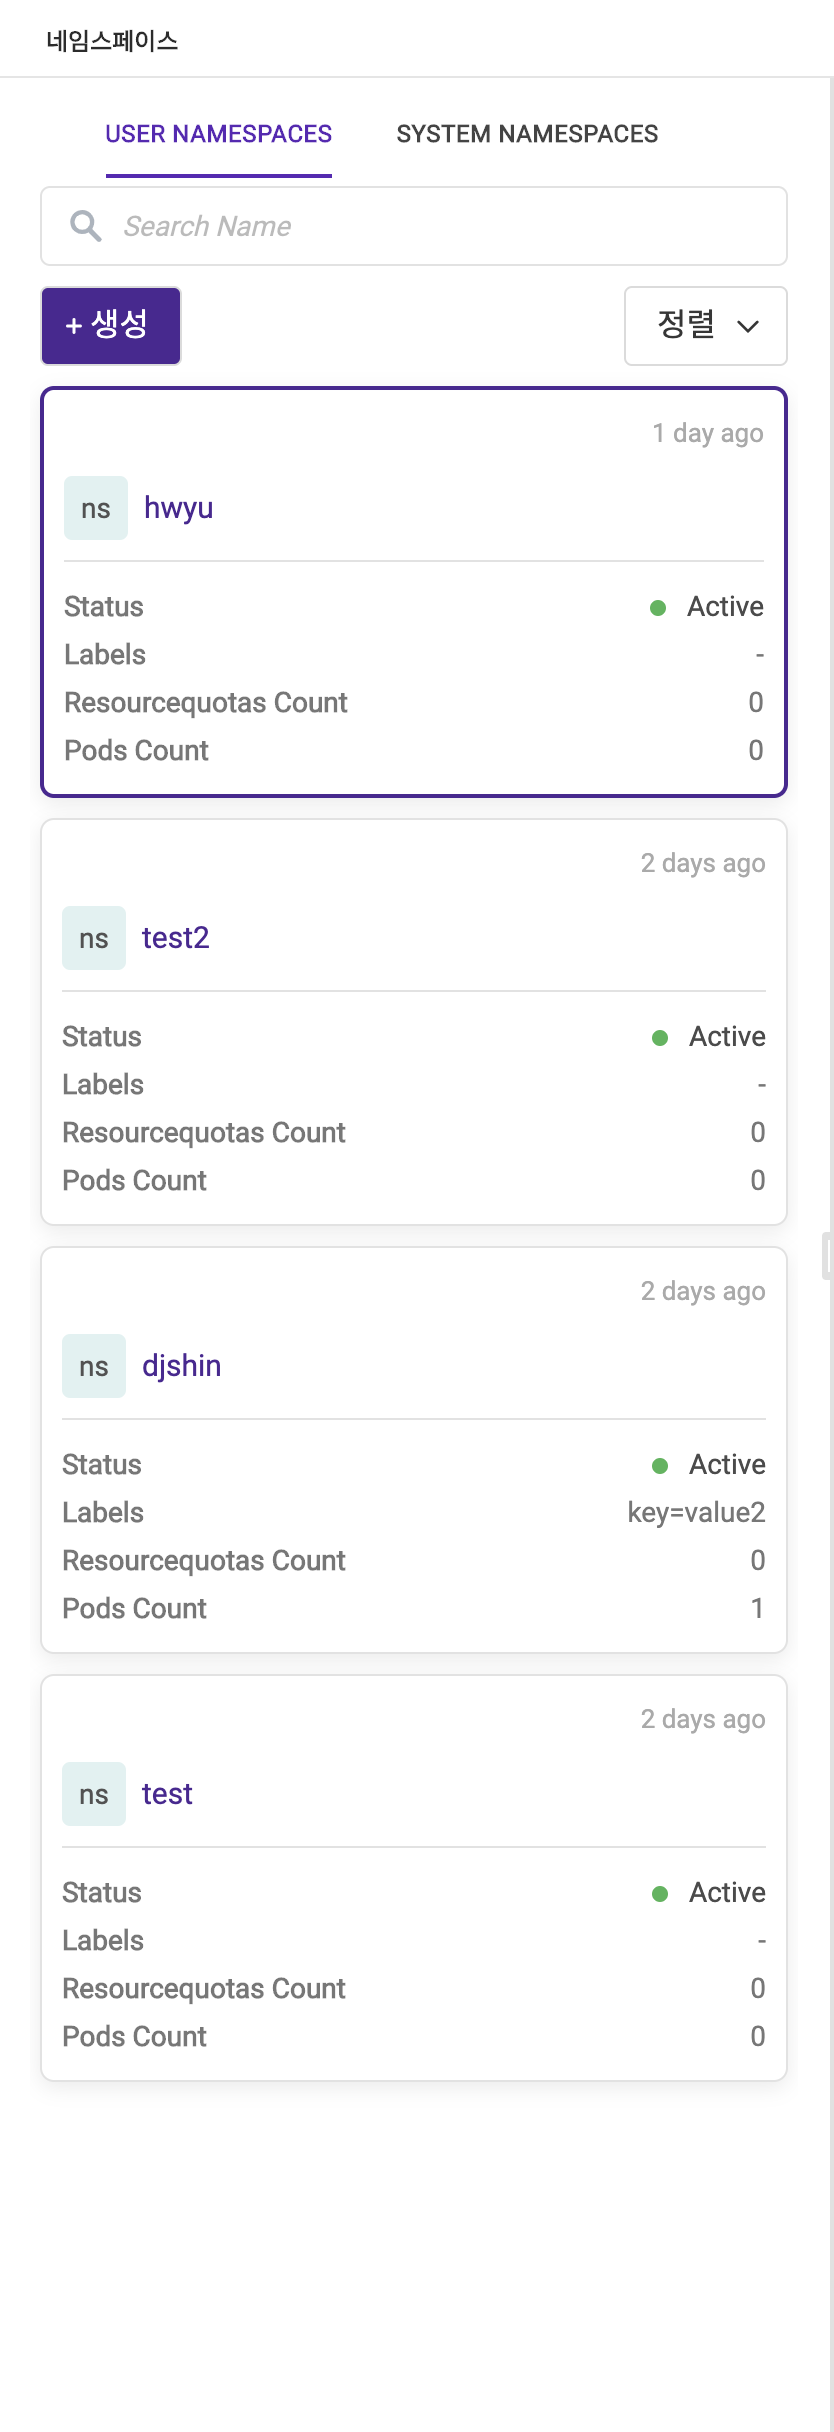 네임스페이스
USER NAMESPACES SYSTEM NAMESPACES
Search Name
+ 생성 정렬
1 day ago
ns hwyu
Status Active
Labels -
Resourcequotas Count 0
Pods Count 0
2 days ago
ns test2
Status Active
Labels -
Resourcequotas Count 0
Pods Count 0
2 days ago
ns djshin
Status Active
Labels key=value2
Resourcequotas Count 0
Pods Count 1
2 days ago
ns test
Status Active
Labels -
Resourcequotas Count 0
Pods Count 0